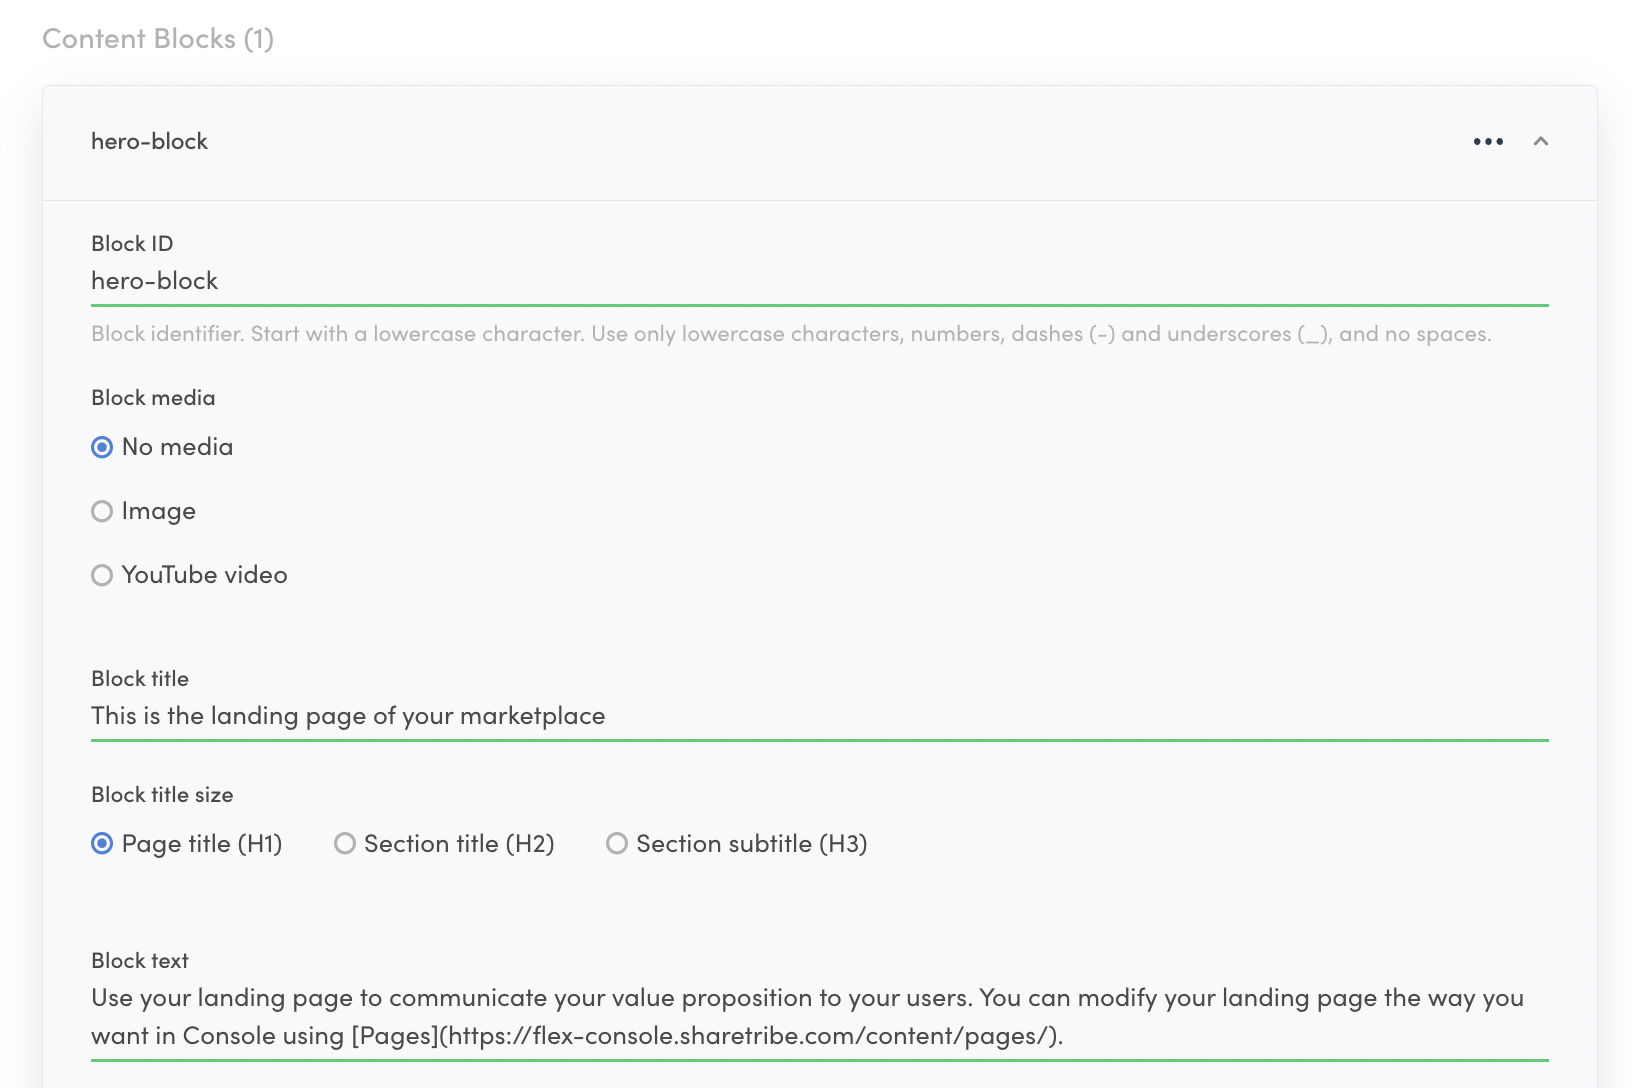 Content Blocks (1)
hero-block
Block ID
hero-block
Block identifier. Start with a lowercase character. Use only lowercase characters, numbers, dashes (-) and underscores (_), and no spaces.
Block media
No media
Image
YouTube video
Block title
This is the landing page of your marketplace
Block title size
Page title (H1) Section title (H2) Section subtitle (H3)
Block text
Use your landing page to communicate your value proposition to your users. You can modify your landing page the way you
want in Console using [Pages](https://flex-console.sharetribe.com/content/pages/).